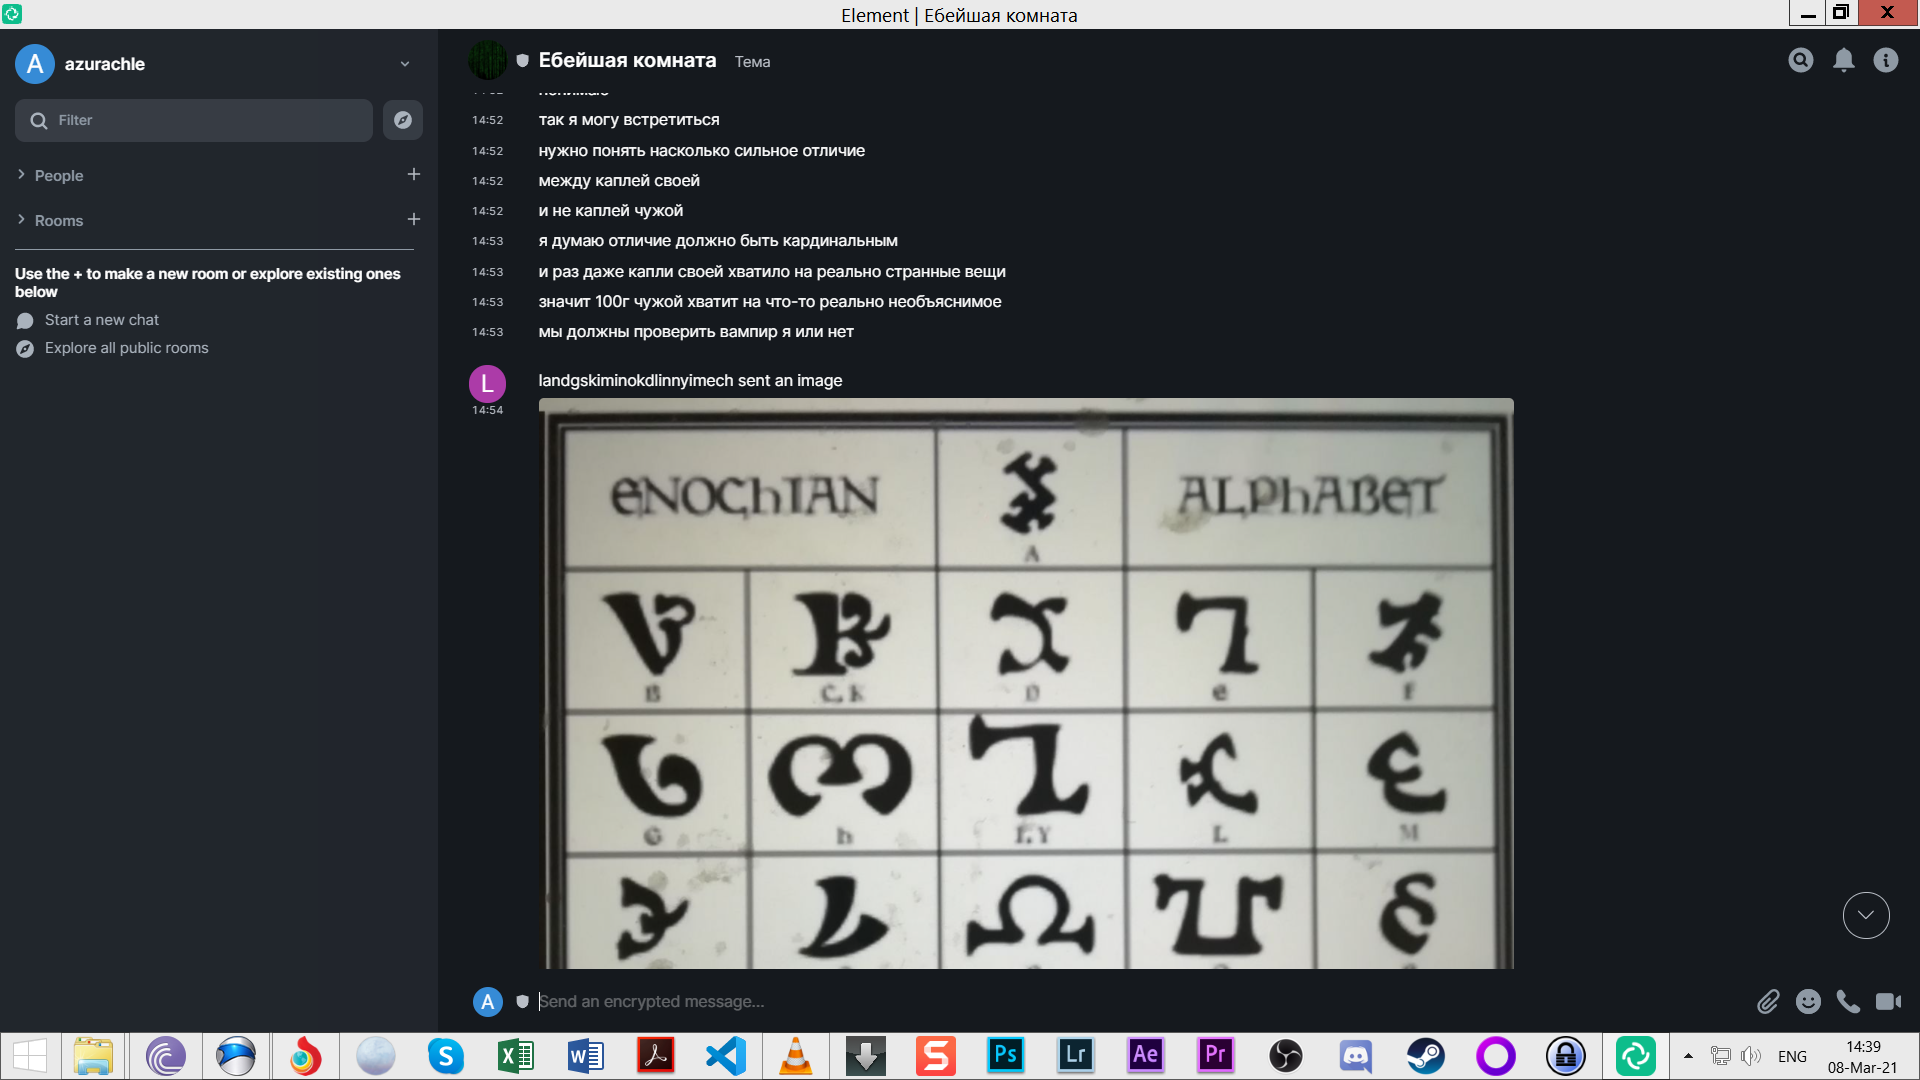 Element | Ебейшая комната
A azurachle
Filter
People
Rooms
Use the + to make a new room or explore existing ones
below
Start a new chat
Explore all public rooms
Ебейшая комната Тема
14:52 так я могу встретиться
14:52 нужно понять насколько сильное отличие
14:52 между каплей своей
14:52 и не каплей чужой
14:53 я думаю отличие должно быть кардинальным
14:53 и раз даже капли своей хватило на реально странные вещи
14:53 значит 100г чужой хватит на что-то реально необъяснимое
14:53 мы должны проверить вампир я или нет
L landgskiminokdlinnyimech sent an image
14:54
ENOChIAN ALPhABET
A
B C, K D e F
G h I, Y L M
A Send an encrypted message...
S Ps Lr Ae Pr
ENG 14:39
08-Mar-21